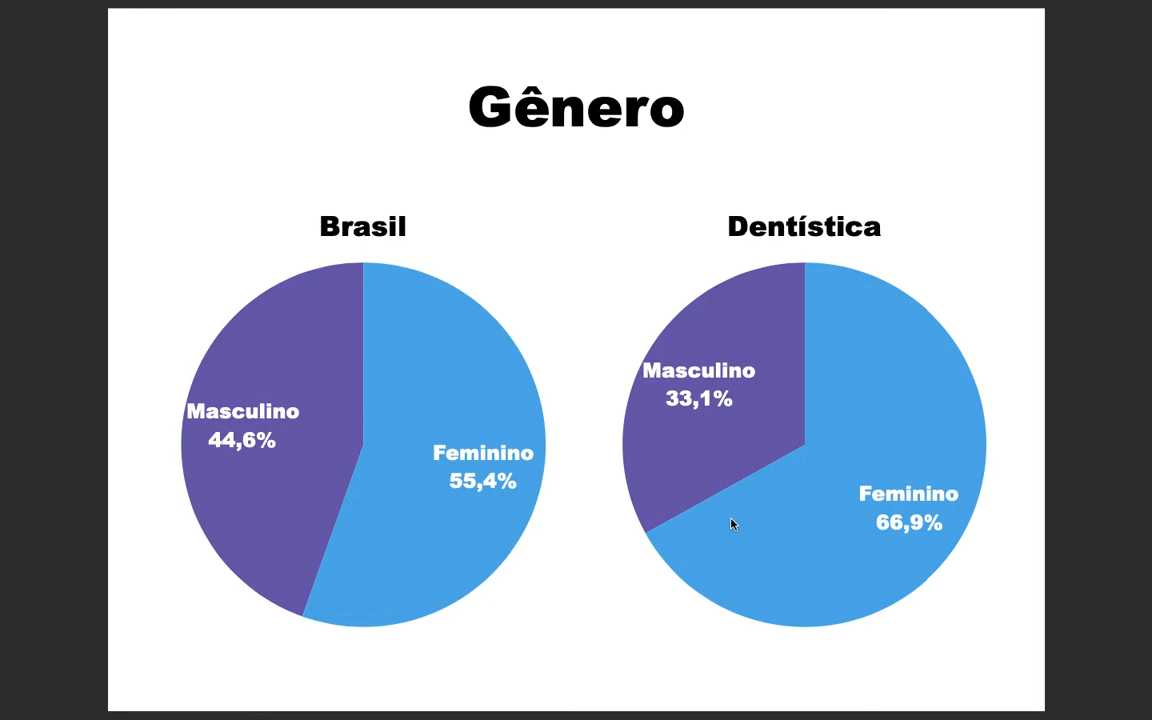 Gênero
Brasil
Masculino
44,6%
Feminino
55,4%
Dentística
Masculino
33,1%
Feminino
66,9%